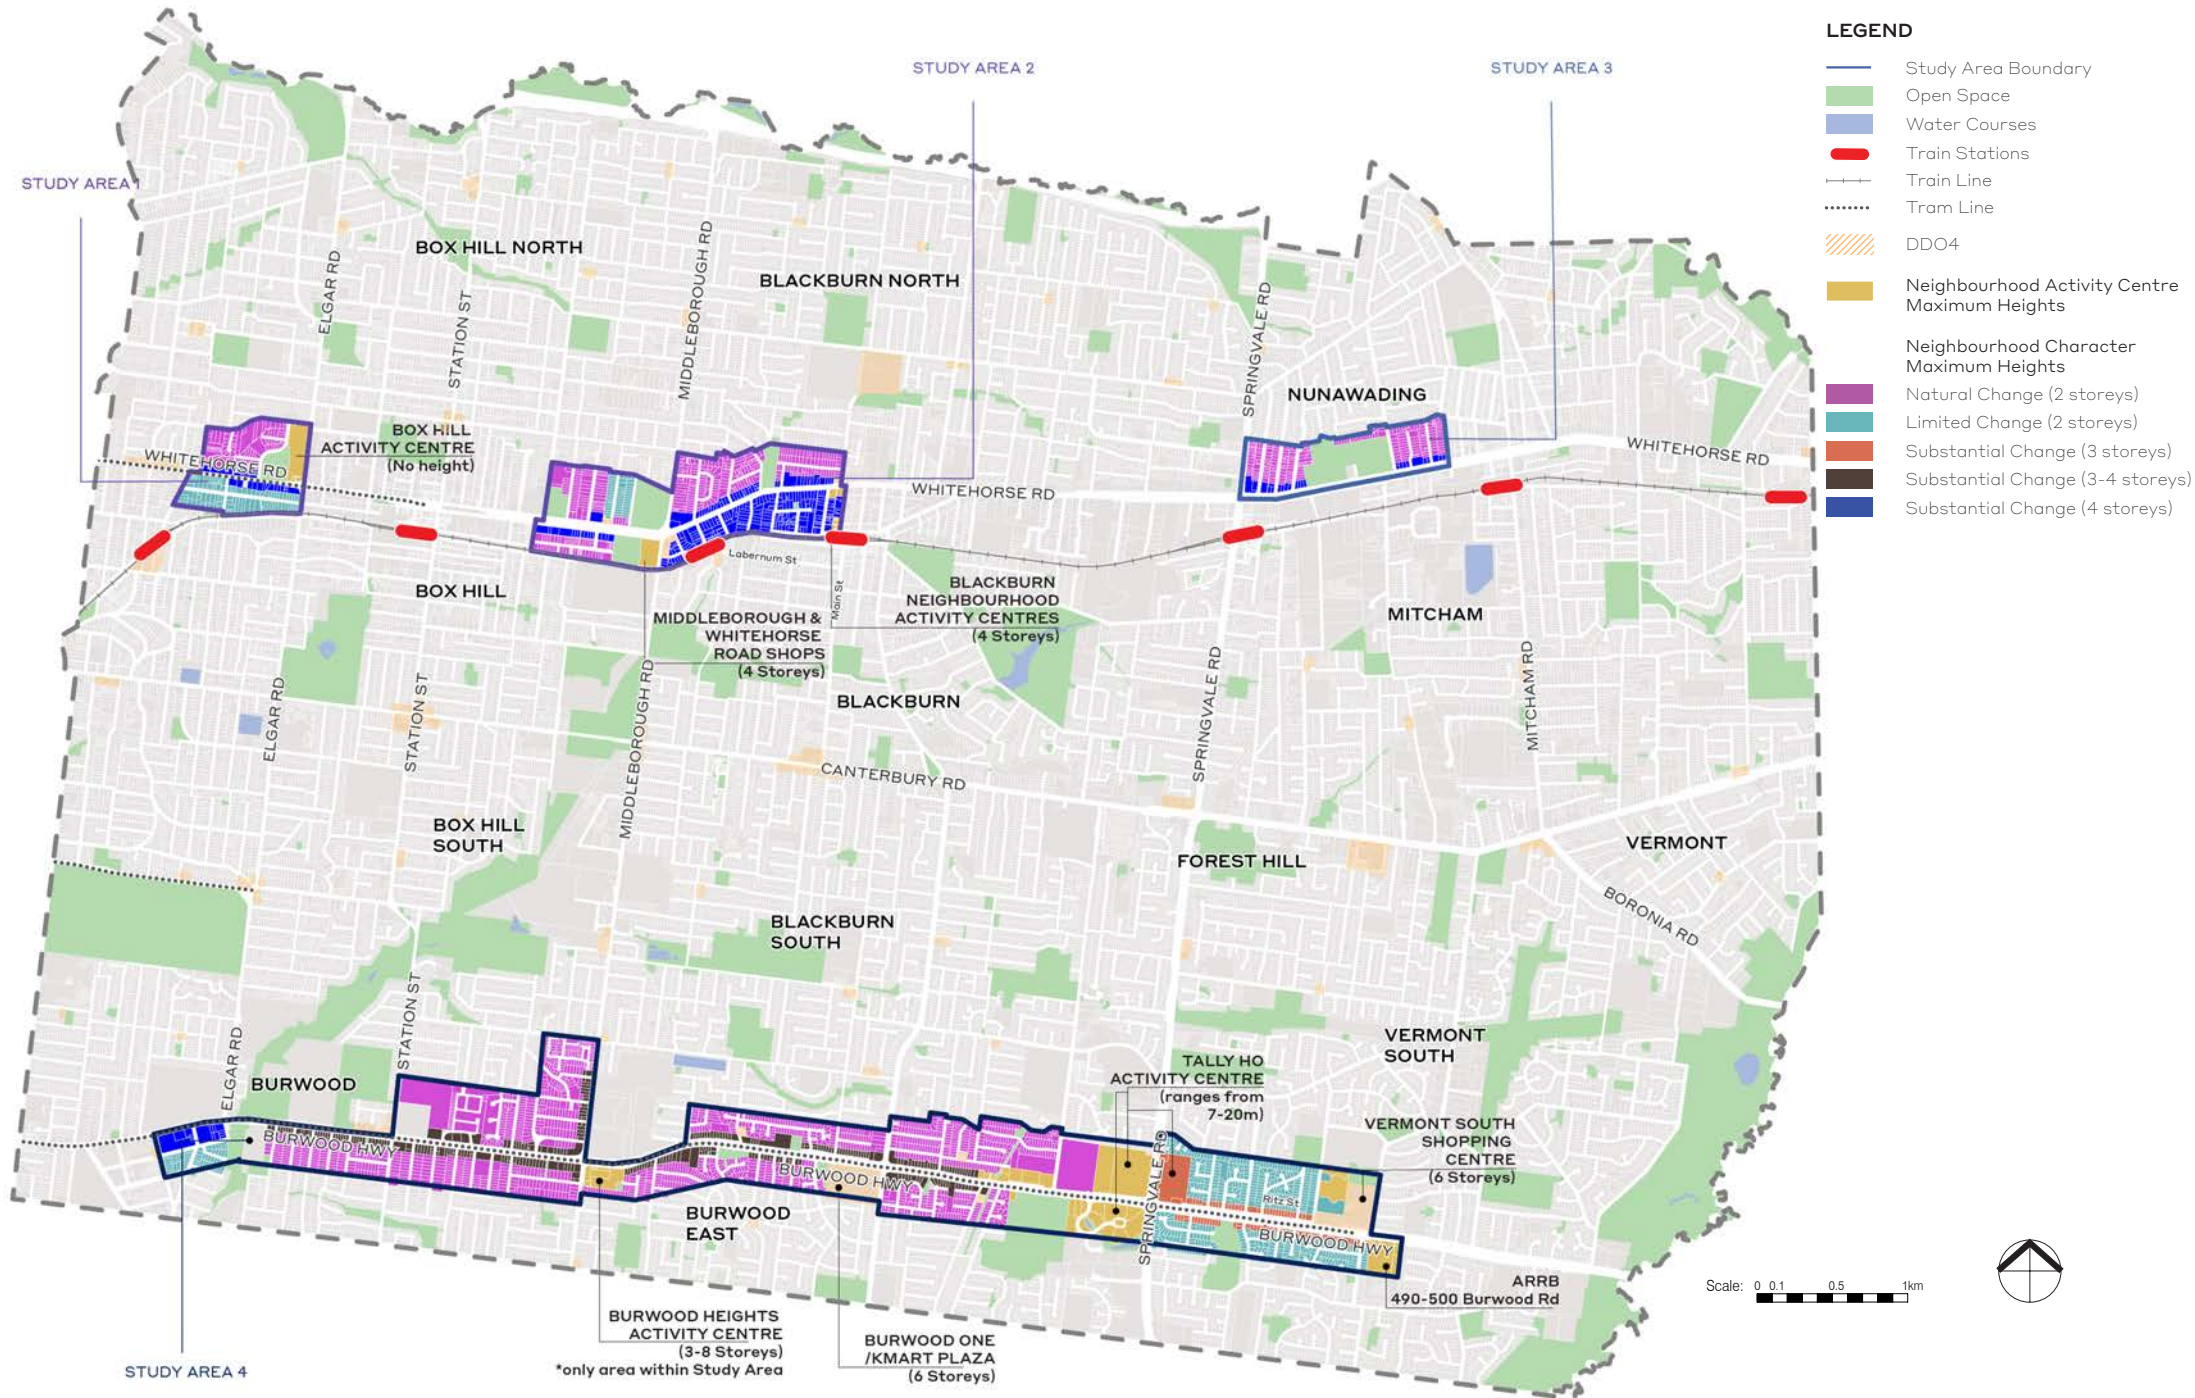 LEGEND
Study Area Boundary
Open Space
Water Courses
Train Stations
Train Line
Tram Line
DDO4
Neighbourhood Activity Centre
Maximum Heights
Neighbourhood Character
Maximum Heights
Natural Change (2 storeys)
Limited Change (2 storeys)
Substantial Change (3 storeys)
Substantial Change (3-4 storeys)
Substantial Change (4 storeys)
STUDY AREA 2
STUDY AREA 3
STUDY AREA 1
BOX HILL NORTH
BLACKBURN NORTH
ELGAR RD
STATION ST
MIDDLEBOROUGH RD
SPRINGVALE RD
NUNAWADING
BOX HILL
ACTIVITY CENTRE
(No height)
WHITEHORSE RD
WHITEHORSE RD
WHITEHORSE RD
Labernum St
Main St
BOX HILL
MIDDLEBOROUGH &
WHITEHORSE
ROAD SHOPS
(4 Storeys)
BLACKBURN
NEIGHBOURHOOD
ACTIVITY CENTRES
(4 Storeys)
MITCHAM
BLACKBURN
ELGAR RD
STATION ST
MIDDLEBOROUGH RD
SPRINGVALE RD
MITCHAM RD
CANTERBURY RD
BOX HILL
SOUTH
FOREST HILL
VERMONT
BORONIA RD
BLACKBURN
SOUTH
STATION ST
ELGAR RD
BURWOOD
VERMONT
SOUTH
TALLY HO
ACTIVITY CENTRE
(ranges from
7-20m)
VERMONT SOUTH
SHOPPING
CENTRE
(6 Storeys)
BURWOOD HWY
BURWOOD HWY
SPRINGVALE RD
Ritz St
BURWOOD HWY
BURWOOD
EAST
ARRB
490-500 Burwood Rd
BURWOOD HEIGHTS
ACTIVITY CENTRE
(3-8 Storeys)
*only area within Study Area
BURWOOD ONE
/KMART PLAZA
(6 Storeys)
STUDY AREA 4
Scale: 0 0.1 0.5 1km